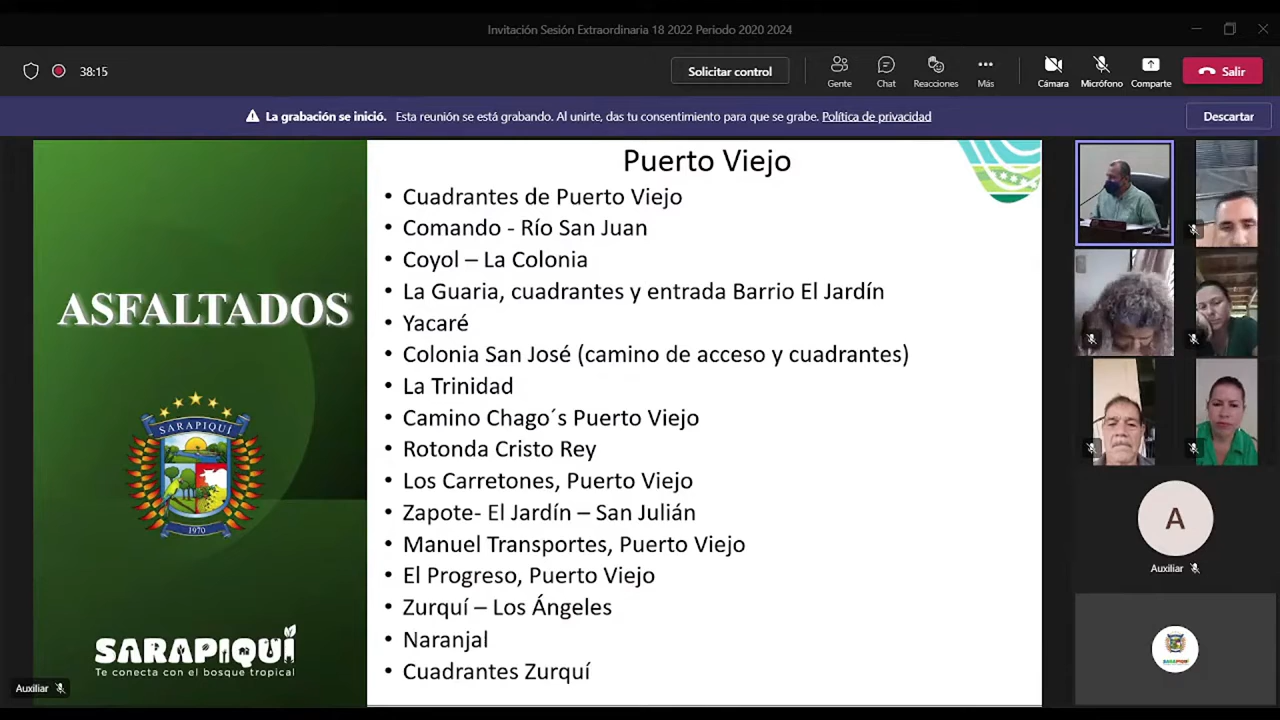 Invitación Sesión Extraordinaria 18 2022 Periodo 2020 2024
38:15
Solicitar control
Gente
Chat
Reacciones
Más
Cámara
Micrófono
Comparte
Salir
La grabación se inició. Esta reunión se está grabando. Al unirte, das tu consentimiento para que se grabe. Política de privacidad
Descartar
ASFALTADOS
SARAPIQUÍ
1970
SARAPIQUÍ
Te conecta con el bosque tropical
Auxiliar
Puerto Viejo
• Cuadrantes de Puerto Viejo
• Comando - Río San Juan
• Coyol – La Colonia
• La Guaria, cuadrantes y entrada Barrio El Jardín
• Yacaré
• Colonia San José (camino de acceso y cuadrantes)
• La Trinidad
• Camino Chago´s Puerto Viejo
• Rotonda Cristo Rey
• Los Carretones, Puerto Viejo
• Zapote- El Jardín – San Julián
• Manuel Transportes, Puerto Viejo
• El Progreso, Puerto Viejo
• Zurquí – Los Ángeles
• Naranjal
• Cuadrantes Zurquí
A
Auxiliar